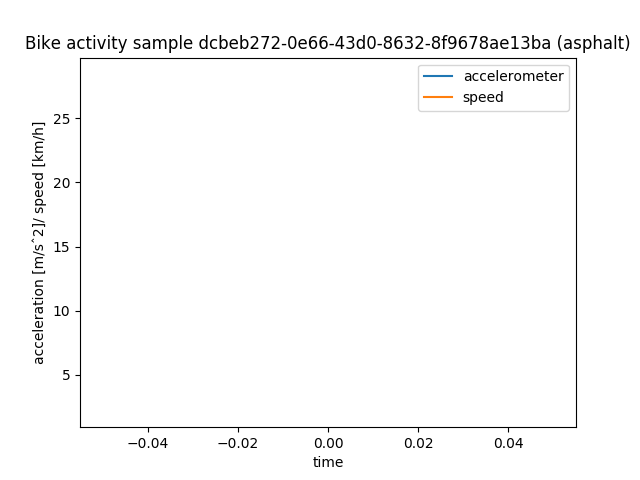 Bike activity sample dcbeb272-0e66-43d0-8632-8f9678ae13ba (asphalt)
accelerometer
speed
acceleration [m/sˆ2]/ speed [km/h]
25
20
15
10
5
−0.04 −0.02 0.00 0.02 0.04
time